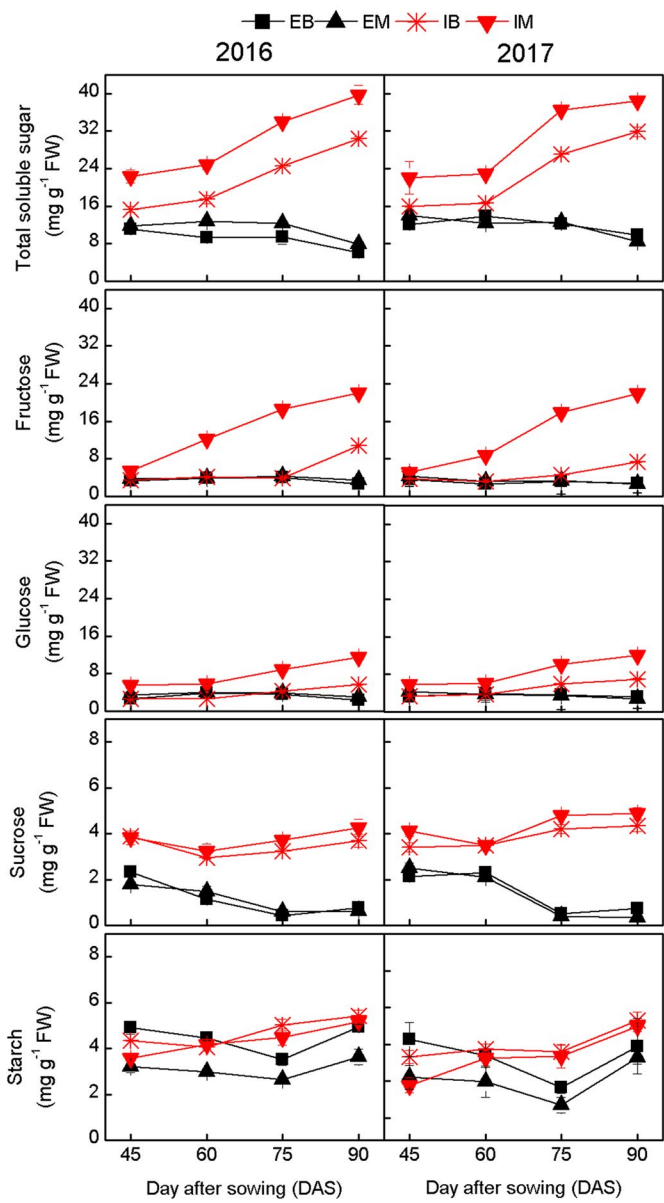 EB EM IB IM
2016 2017
Total soluble sugar
(mg g⁻¹ FW)
40
32
24
16
8
0
Fructose
(mg g⁻¹ FW)
40
32
24
16
8
0
Glucose
(mg g⁻¹ FW)
40
32
24
16
8
0
Sucrose
(mg g⁻¹ FW)
8
6
4
2
0
Starch
(mg g⁻¹ FW)
8
6
4
2
0
45 60 75 90 45 60 75 90
Day after sowing (DAS) Day after sowing (DAS)